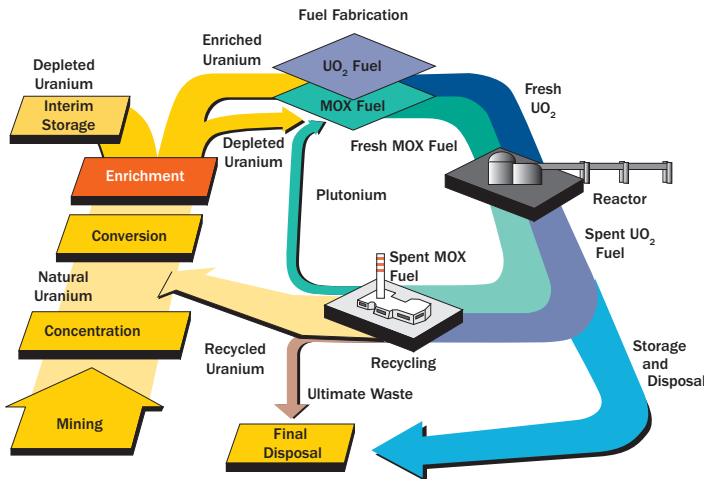 Fuel Fabrication
Enriched
Uranium
UO₂ Fuel
MOX Fuel
Depleted
Uranium
Interim
Storage
Fresh
UO₂
Depleted
Uranium
Fresh MOX Fuel
Enrichment
Plutonium
Reactor
Conversion
Spent UO₂
Fuel
Spent MOX
Fuel
Natural
Uranium
Concentration
Recycled
Uranium
Recycling
Storage
and
Disposal
Ultimate Waste
Mining
Final
Disposal